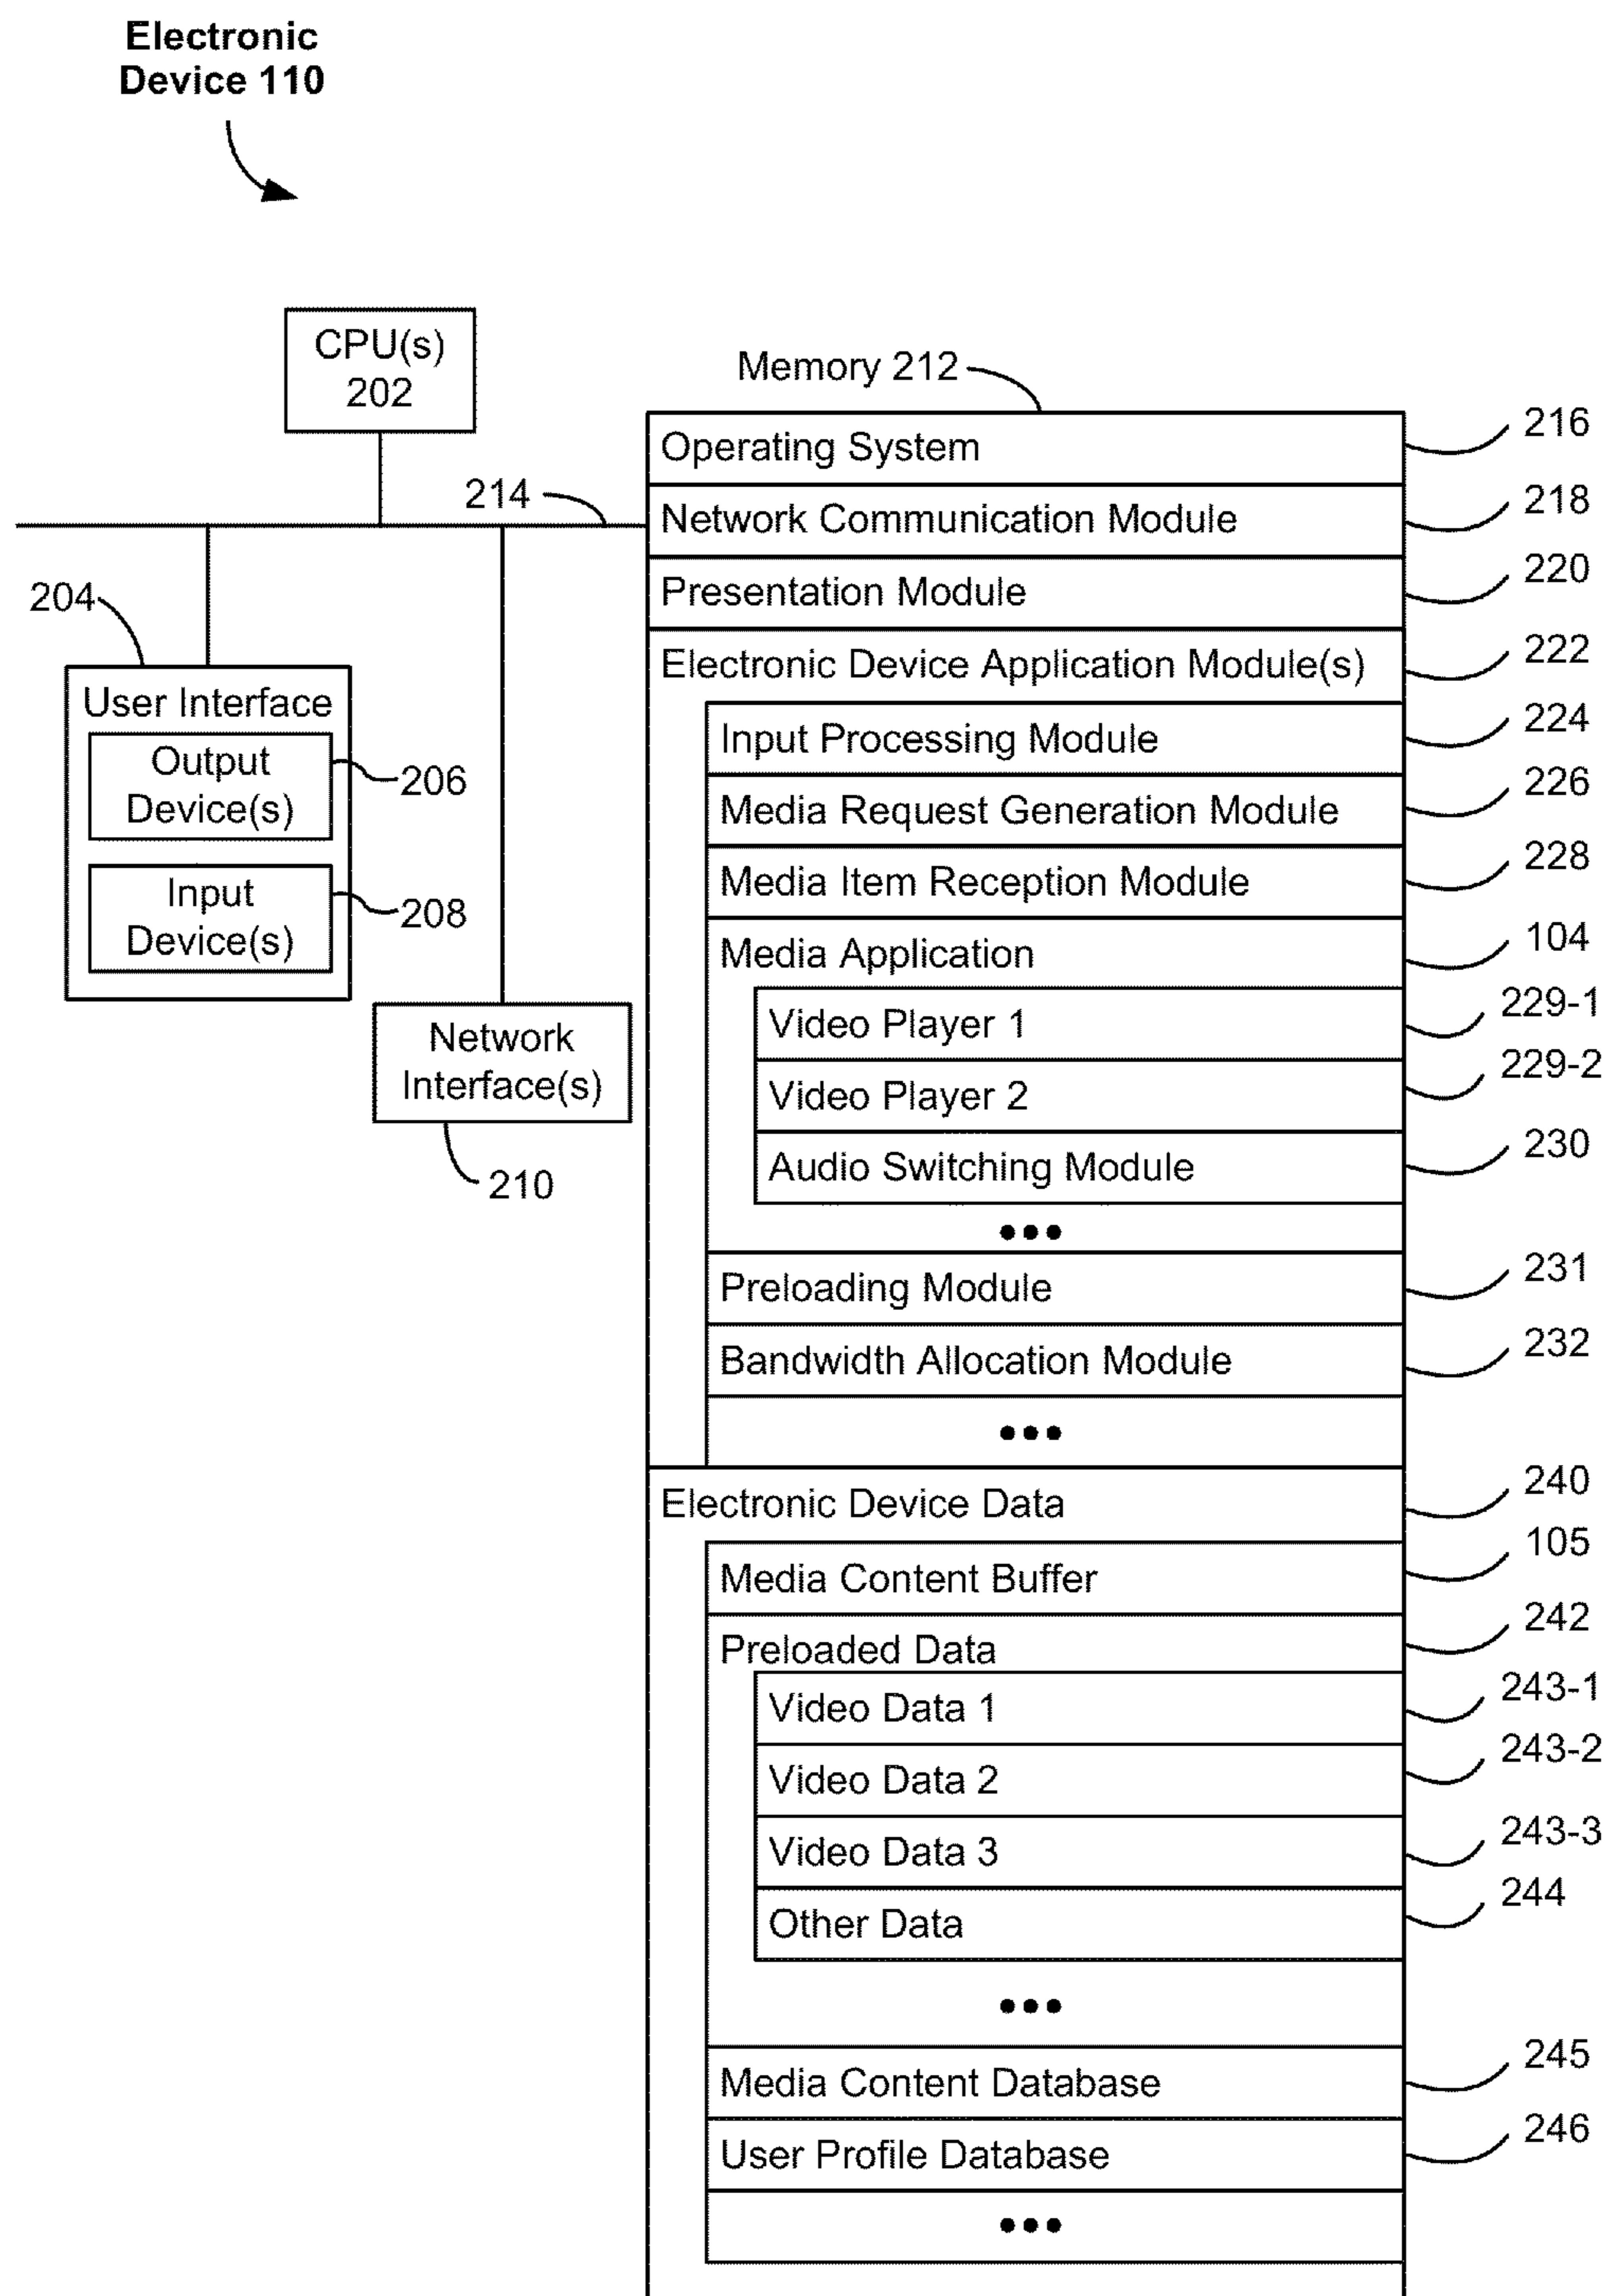 Electronic
Device 110
CPU(s)
202
Memory 212
214
204
User Interface
Output
Device(s)
206
Input
Device(s)
208
Network
Interface(s)
210
Operating System
216
Network Communication Module
218
Presentation Module
220
Electronic Device Application Module(s)
222
Input Processing Module
224
Media Request Generation Module
226
Media Item Reception Module
228
Media Application
104
Video Player 1
229-1
Video Player 2
229-2
Audio Switching Module
230
•••
Preloading Module
231
Bandwidth Allocation Module
232
•••
Electronic Device Data
240
Media Content Buffer
105
Preloaded Data
242
Video Data 1
243-1
Video Data 2
243-2
Video Data 3
243-3
Other Data
244
•••
Media Content Database
245
User Profile Database
246
•••